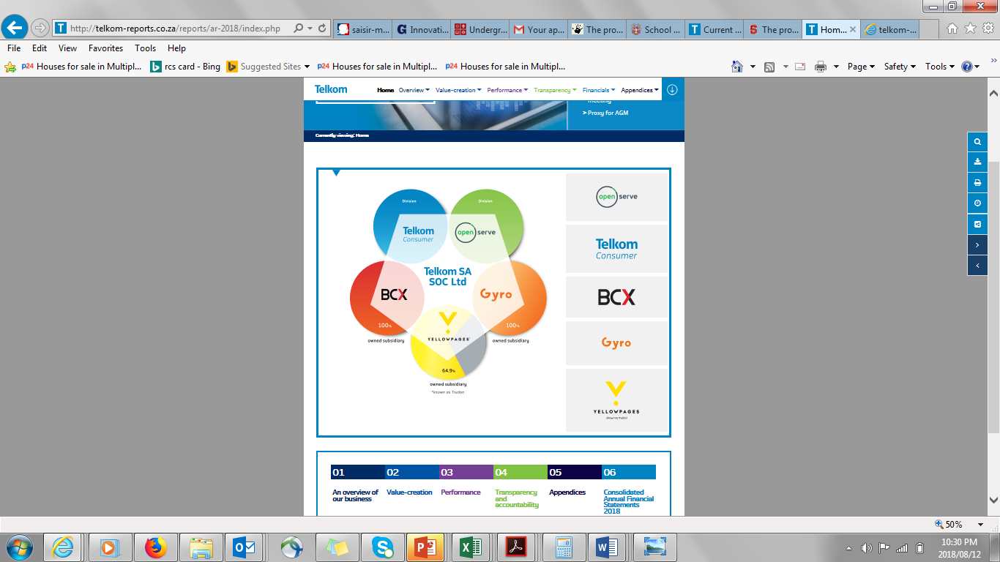 http://telkom-reports.co.za/reports/ar-2018/index.php
saisir-m...
Innovati...
Undergr...
Your ap...
The pro...
School ...
Current ...
The pro...
Hom...
telkom-...
File Edit View Favorites Tools Help
p24 Houses for sale in Multipl...
rcs card - Bing
Suggested Sites
p24 Houses for sale in Multipl...
p24 Houses for sale in Multipl...
Page Safety Tools
Telkom
Home Overview Value-creation Performance Transparency Financials Appendices
> Proxy for AGM
Currently viewing: Home
Division
Telkom
Consumer
Division
open serve
Telkom SA
SOC Ltd
BCX
100%
owned subsidiary
Gyro
100%
owned subsidiary
YELLOWPAGES
64.9%
owned subsidiary
*known as Trudon
open serve
Telkom
Consumer
BCX
Gyro
YELLOWPAGES
(known as trudon)
01 02 03 04 05 06
An overview of
our business
Value-creation
Performance
Transparency
and
accountability
Appendices
Consolidated
Annual Financial
Statements
2018
50%
10:30 PM
2018/08/12